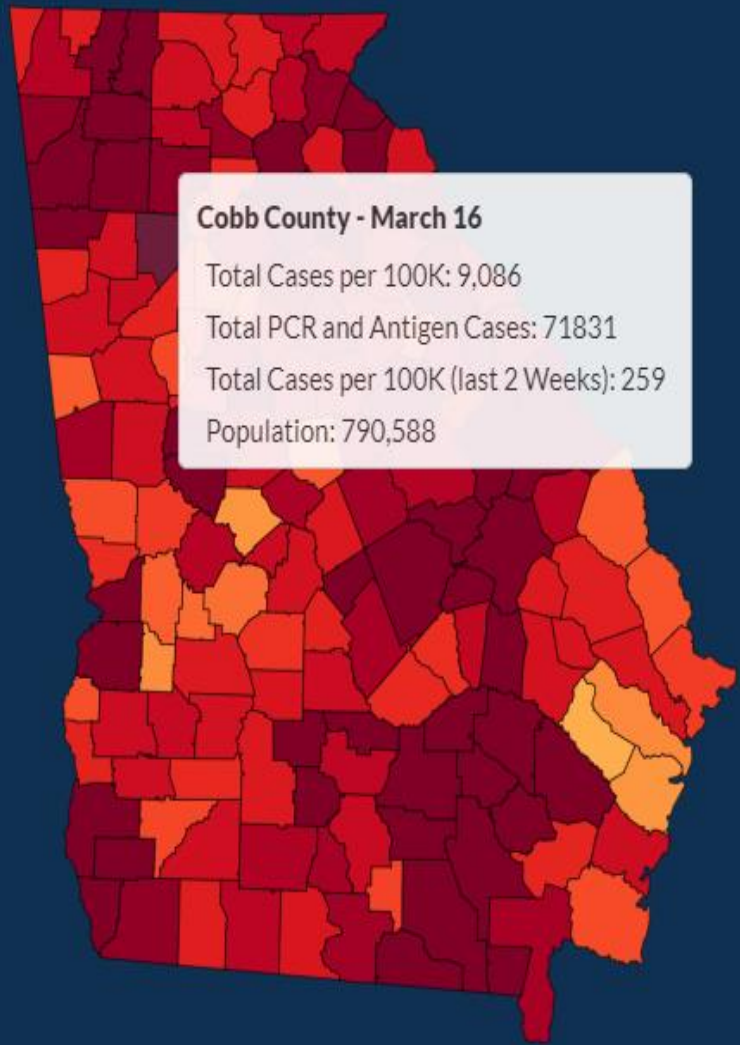 Cobb County - March 16
Total Cases per 100K: 9,086
Total PCR and Antigen Cases: 71831
Total Cases per 100K (last 2 Weeks): 259
Population: 790,588